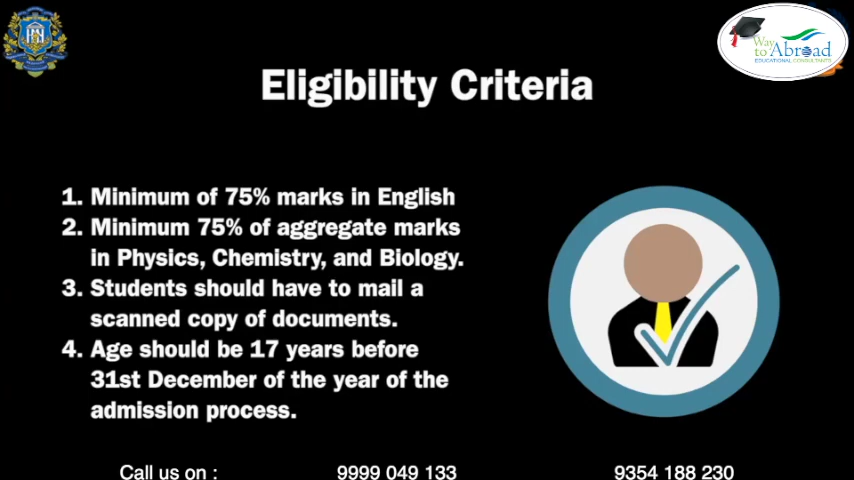 Way
to Abroad
EDUCATIONAL CONSULTANTS
Eligibility Criteria
1. Minimum of 75% marks in English
2. Minimum 75% of aggregate marks
in Physics, Chemistry, and Biology.
3. Students should have to mail a
scanned copy of documents.
4. Age should be 17 years before
31st December of the year of the
admission process.
Call us on : 9999 049 133 9354 188 230